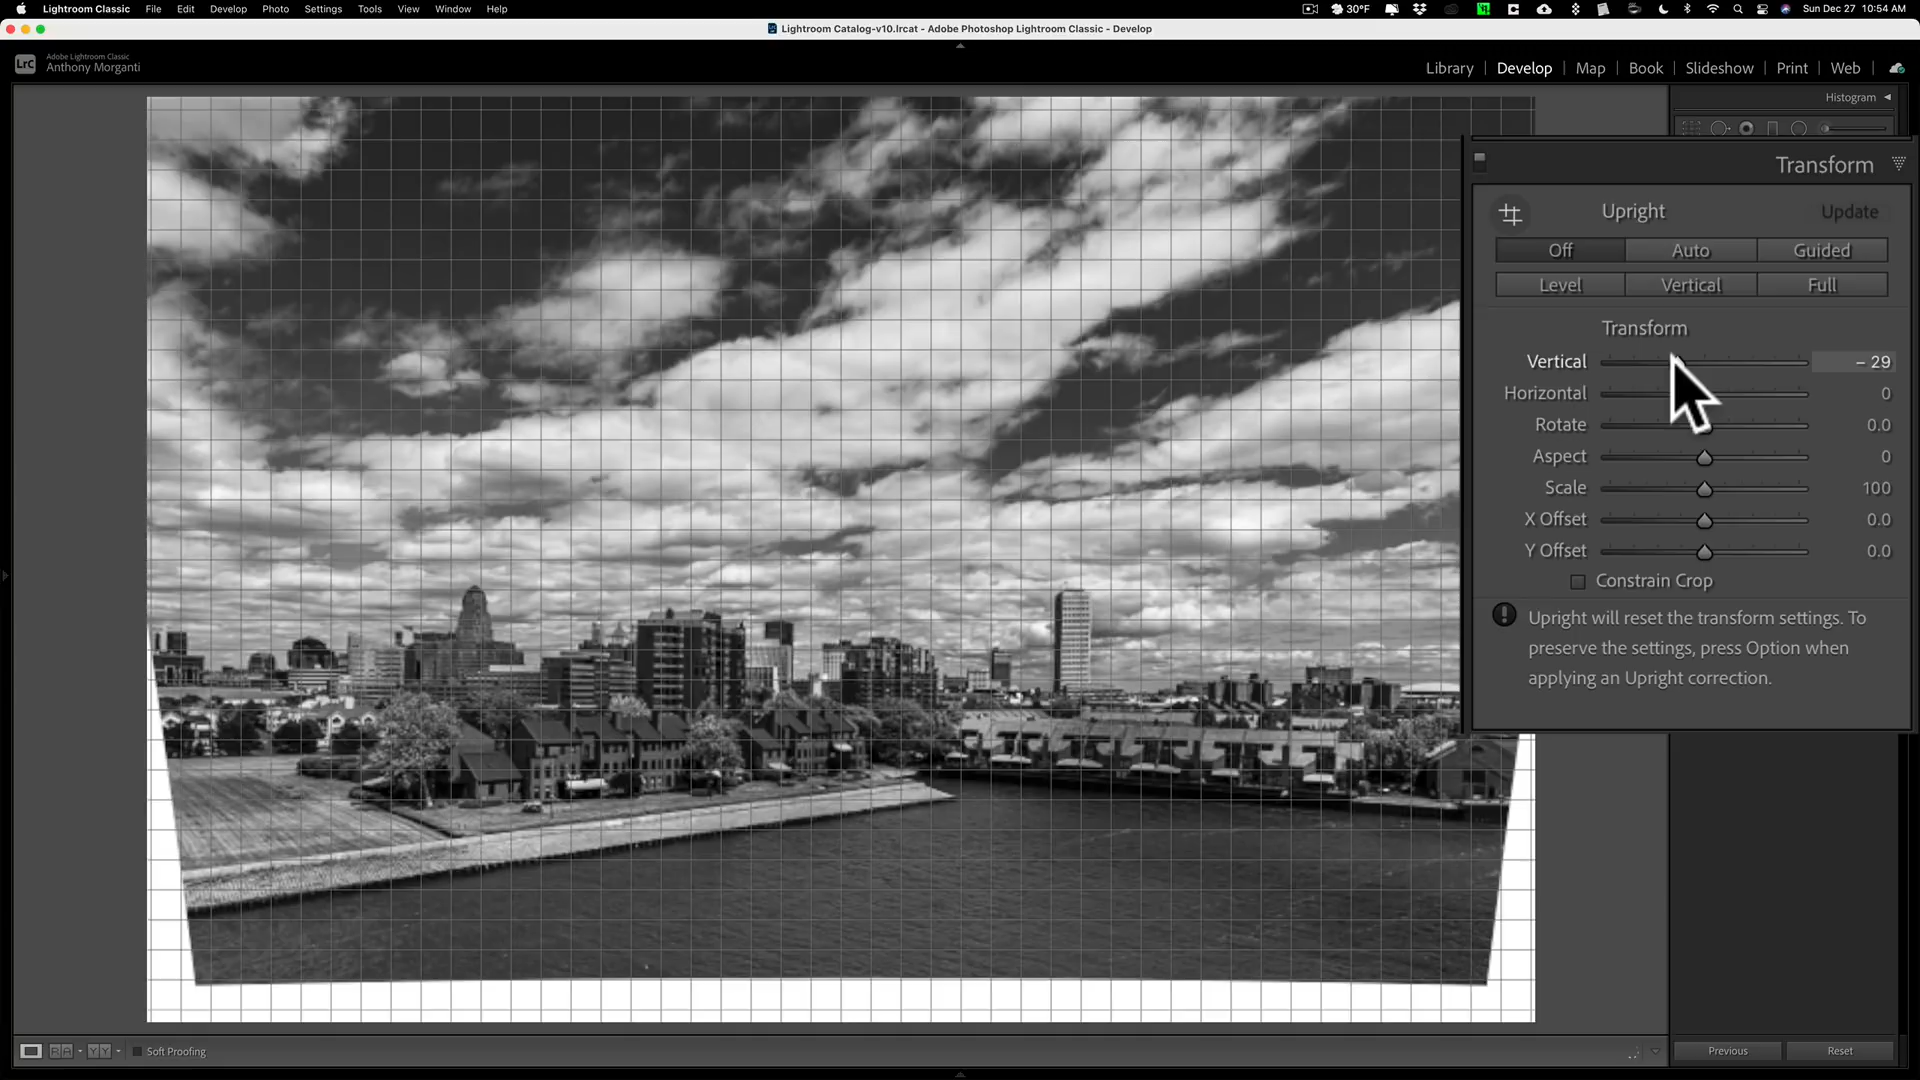 Lightroom Classic File Edit Develop Photo Settings Tools View Window Help 30°F Sun Dec 27 10:54 AM
Lightroom Catalog-v10.lrcat - Adobe Photoshop Lightroom Classic - Develop
LrC Adobe Lightroom Classic
Anthony Morganti
Library | Develop | Map | Book | Slideshow | Print | Web
Histogram
Transform
Upright Update
Off Auto Guided
Level Vertical Full
Transform
Vertical – 29
Horizontal 0
Rotate 0.0
Aspect 0
Scale 100
X Offset 0.0
Y Offset 0.0
Constrain Crop
Upright will reset the transform settings. To
preserve the settings, press Option when
applying an Upright correction.
R A Y Y Soft Proofing Previous Reset